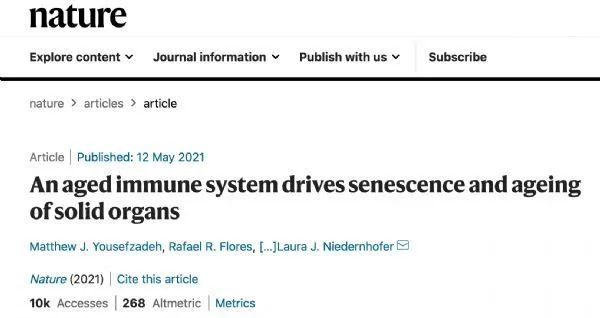 nature
Explore content Journal information Publish with us Subscribe
nature > articles > article
Article | Published: 12 May 2021
An aged immune system drives senescence and ageing
of solid organs
Matthew J. Yousefzadeh, Rafael R. Flores, [...]Laura J. Niedernhofer
Nature (2021) | Cite this article
10k Accesses | 268 Altmetric | Metrics